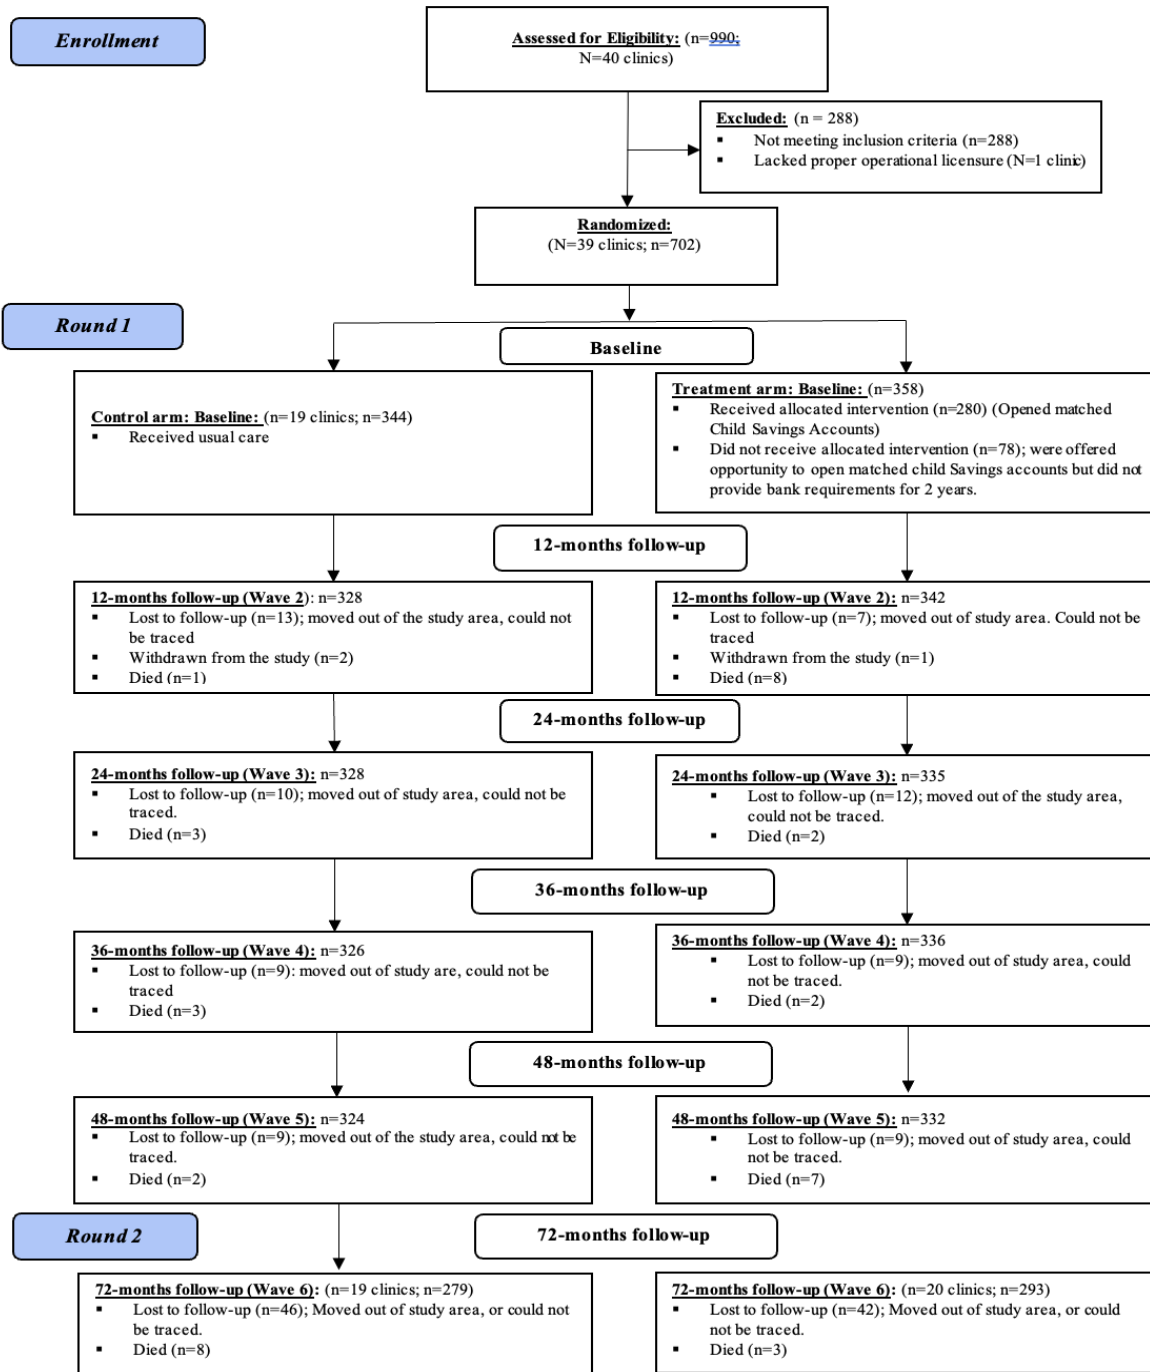 Enrollment
Assessed for Eligibility: (n=990;
N=40 clinics)
Excluded: (n = 288)
▪ Not meeting inclusion criteria (n=288)
▪ Lacked proper operational licensure (N=1 clinic)
Randomized:
(N=39 clinics; n=702)
Round 1
Baseline
Control arm: Baseline: (n=19 clinics; n=344)
▪ Received usual care
Treatment arm: Baseline: (n=358)
▪ Received allocated intervention (n=280) (Opened matched
Child Savings Accounts)
▪ Did not receive allocated intervention (n=78); were offered
opportunity to open matched child Savings accounts but did not
provide bank requirements for 2 years.
12-months follow-up
12-months follow-up (Wave 2): n=328
▪ Lost to follow-up (n=13); moved out of the study area, could not
be traced
▪ Withdrawn from the study (n=2)
▪ Died (n=1)
12-months follow-up (Wave 2): n=342
▪ Lost to follow-up (n=7); moved out of study area. Could not be
traced
▪ Withdrawn from the study (n=1)
▪ Died (n=8)
24-months follow-up
24-months follow-up (Wave 3): n=328
▪ Lost to follow-up (n=10); moved out of study area, could not be
traced.
▪ Died (n=3)
24-months follow-up (Wave 3): n=335
▪ Lost to follow-up (n=12); moved out of the study area,
could not be traced.
▪ Died (n=2)
36-months follow-up
36-months follow-up (Wave 4): n=326
▪ Lost to follow-up (n=9): moved out of study are, could not be
traced
▪ Died (n=3)
36-months follow-up (Wave 4): n=336
▪ Lost to follow-up (n=9); moved out of study area, could
not be traced.
▪ Died (n=2)
48-months follow-up
48-months follow-up (Wave 5): n=324
▪ Lost to follow-up (n=9); moved out of the study area, could not be
traced.
▪ Died (n=2)
48-months follow-up (Wave 5): n=332
▪ Lost to follow-up (n=9); moved out of study area, could
not be traced.
▪ Died (n=7)
Round 2
72-months follow-up
72-months follow-up (Wave 6): (n=19 clinics; n=279)
▪ Lost to follow-up (n=46); Moved out of study area, or could not
be traced.
▪ Died (n=8)
72-months follow-up (Wave 6): (n=20 clinics; n=293)
▪ Lost to follow-up (n=42); Moved out of study area, or could
not be traced.
▪ Died (n=3)